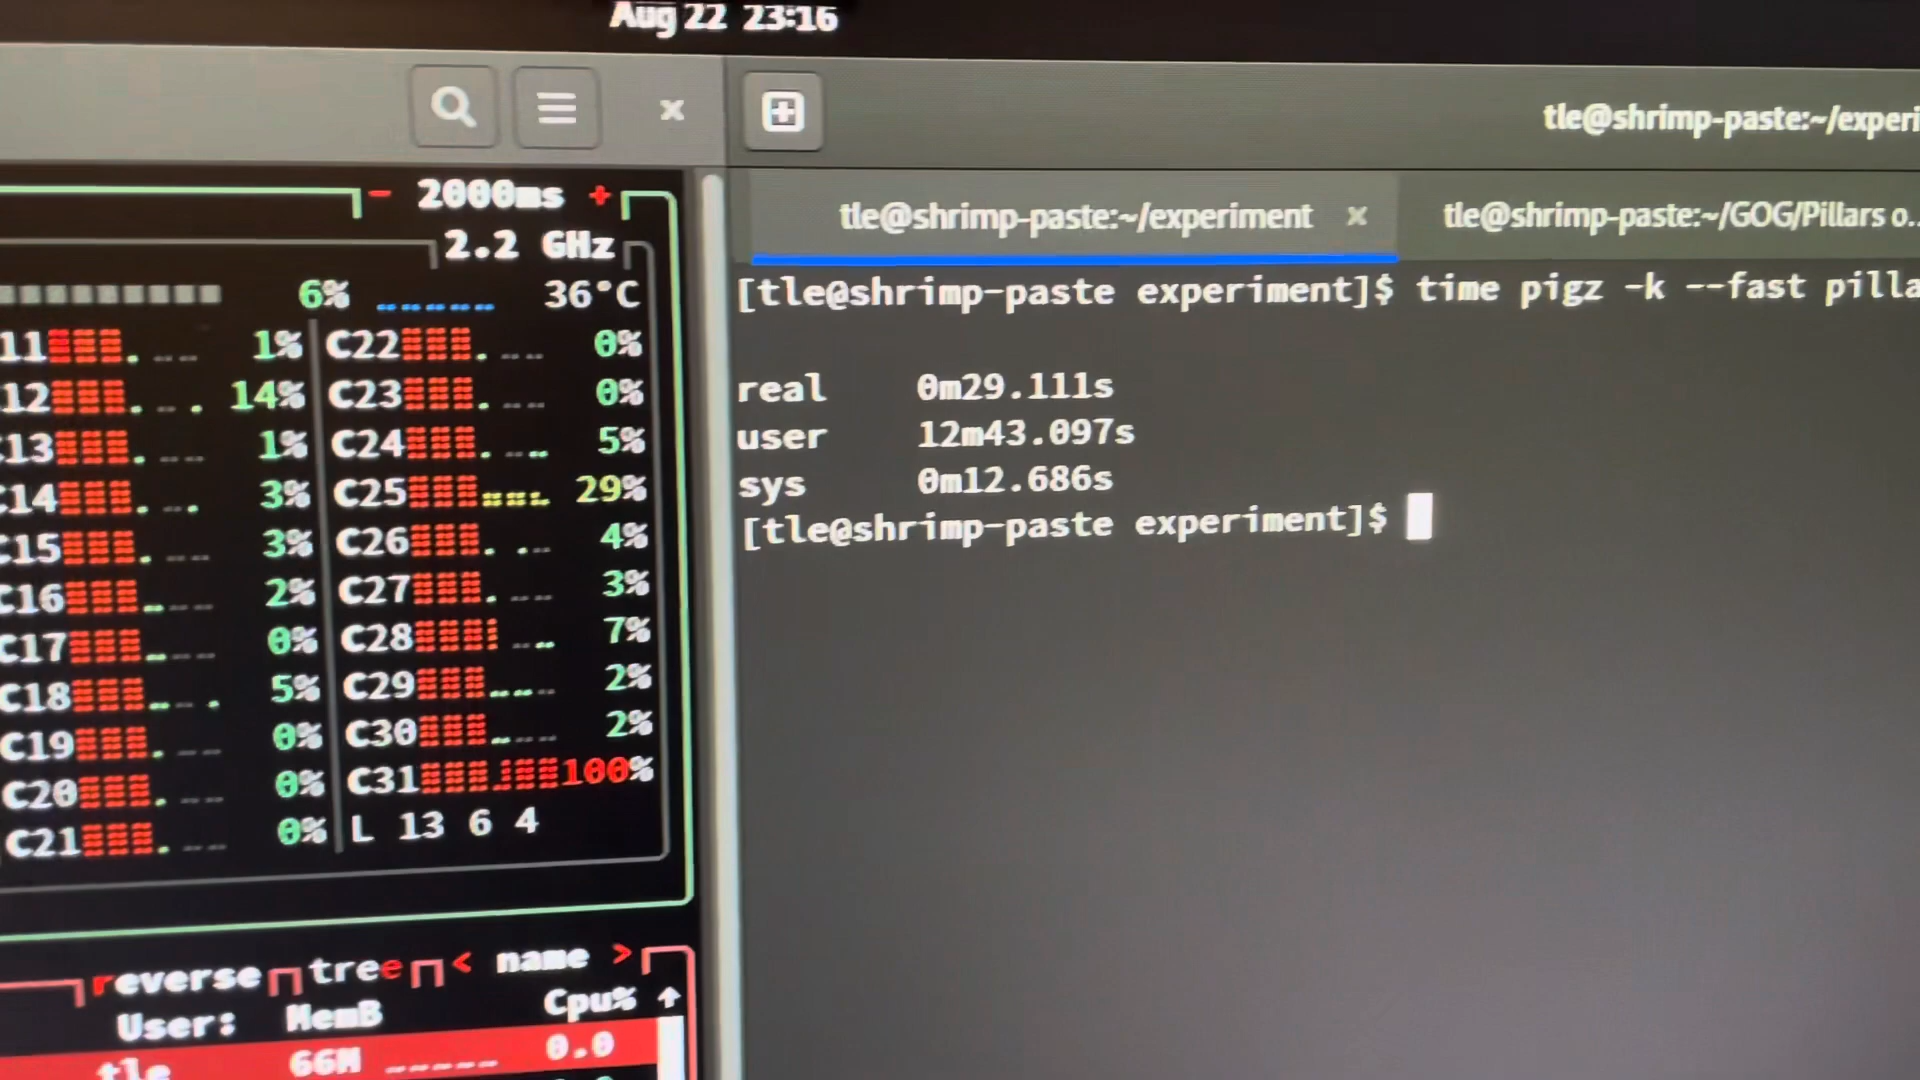 Aug 22 23:16
tle@shrimp-paste:~/experi
- 2000ms +
2.2 GHz
6% 36°C
11 1% C22 0%
12 14% C23 0%
C13 1% C24 5%
C14 3% C25 29%
C15 3% C26 4%
C16 2% C27 3%
C17 0% C28 7%
C18 5% C29 2%
C19 0% C30 2%
C20 0% C31 100%
C21 0% L 13 6 4
reverse tree < name >
User: MemB Cpu% ↑
tle 66M 0.0
tle@shrimp-paste:~/experiment × tle@shrimp-paste:~/GOG/Pillars o...
[tle@shrimp-paste experiment]$ time pigz -k --fast pilla
real 0m29.111s
user 12m43.097s
sys 0m12.686s
[tle@shrimp-paste experiment]$